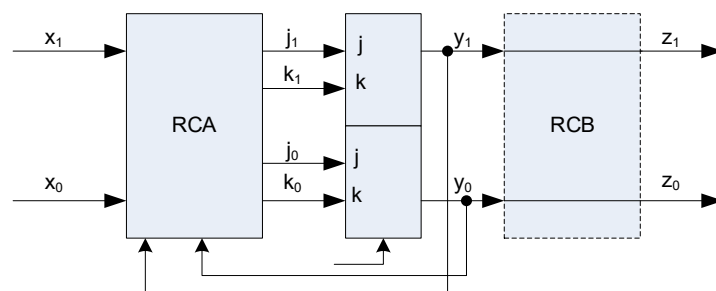 x₁ j₁ j y₁ z₁
k₁ k
RCA RCB
j₀ j
x₀ k₀ k y₀ z₀